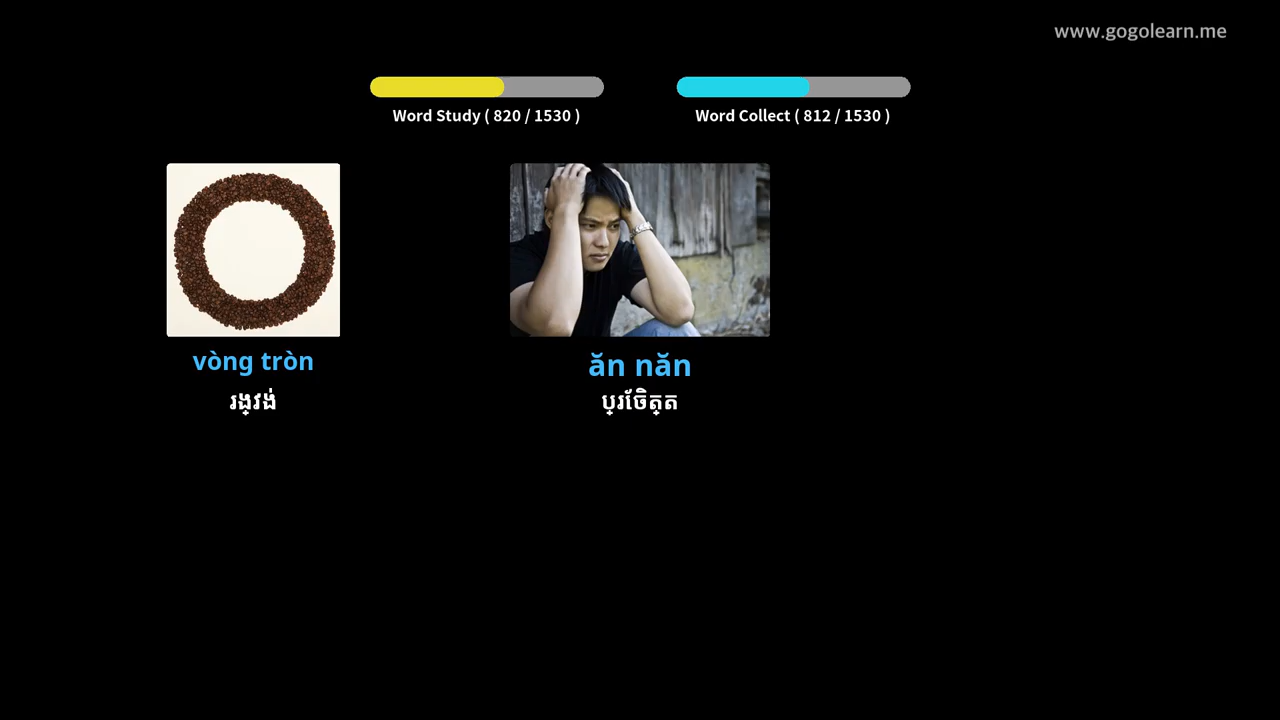 www.gogolearn.me
Word Study ( 820 / 1530 )
Word Collect ( 812 / 1530 )
vòng tròn
ăn năn
រង្វង់
ប្រែចិត្ត